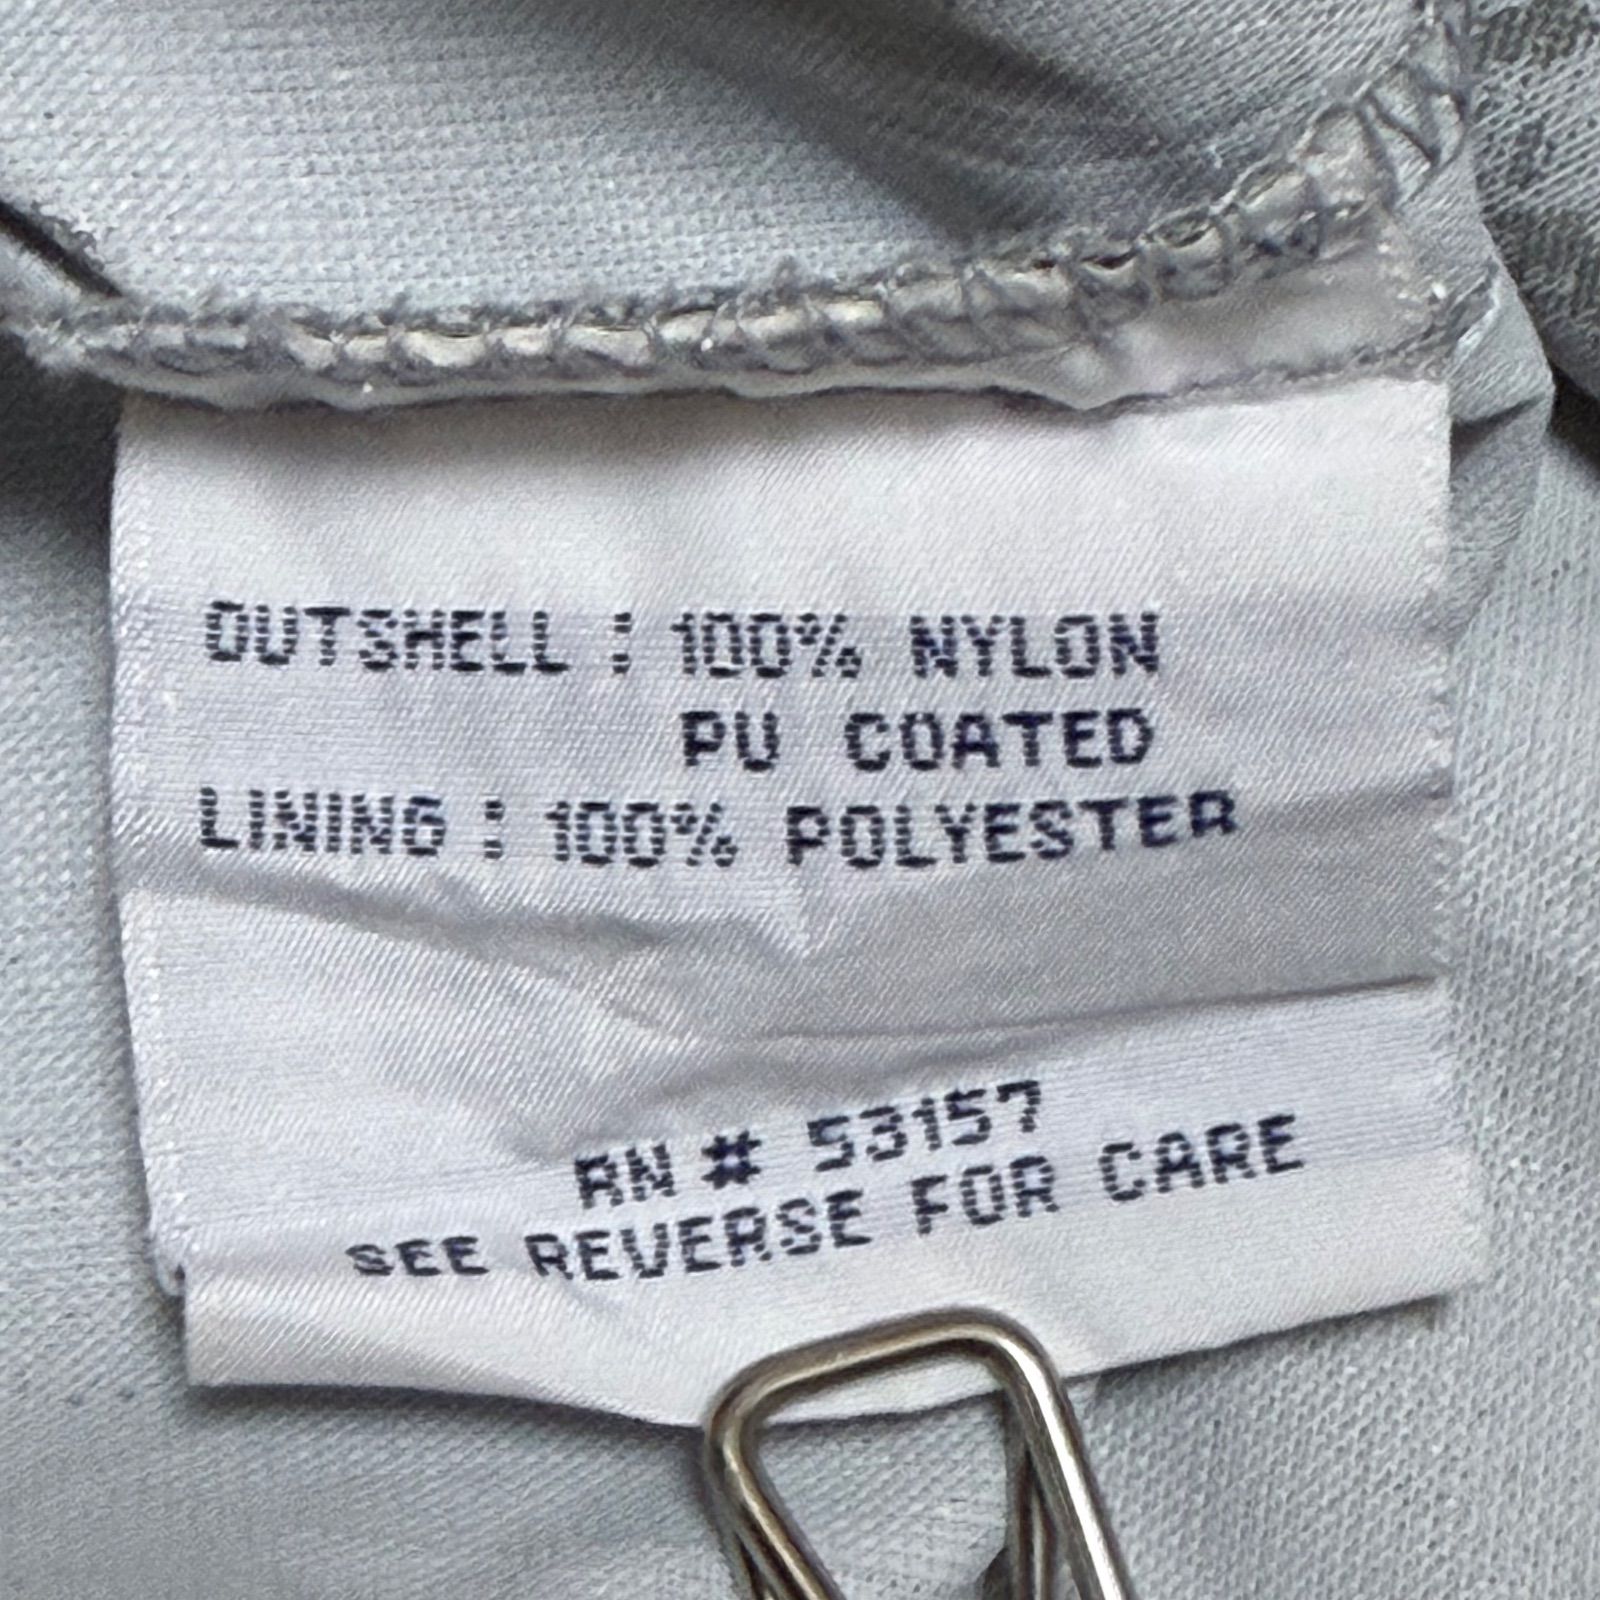 OUTSHELL : 100% NYLON
PU COATED
LINING : 100% POLYESTER
RN # 53157
SEE REVERSE FOR CARE